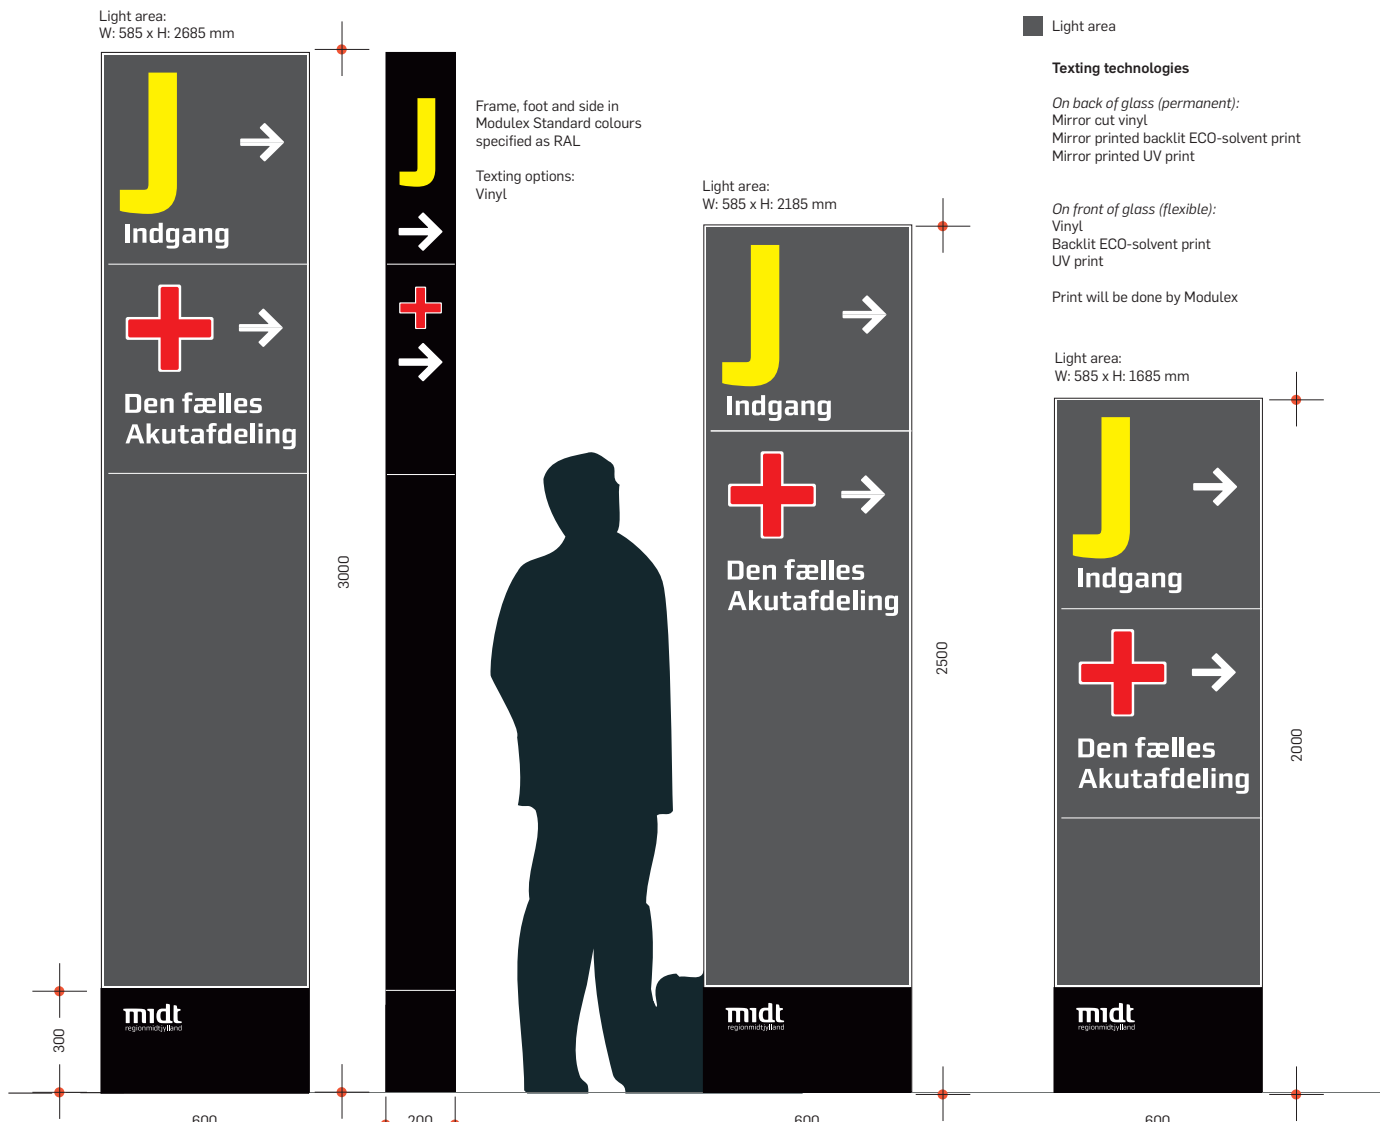 Light area:
W: 585 x H: 2685 mm
J
Indgang
Den fælles
Akutafdeling
midt
regionmidtjylland
300
600
3000
J
200
Frame, foot and side in
Modulex Standard colours
specified as RAL
Texting options:
Vinyl
Light area:
W: 585 x H: 2185 mm
J
Indgang
Den fælles
Akutafdeling
midt
regionmidtjylland
600
2500
Light area
Texting technologies
On back of glass (permanent):
Mirror cut vinyl
Mirror printed backlit ECO-solvent print
Mirror printed UV print
On front of glass (flexible):
Vinyl
Backlit ECO-solvent print
UV print
Print will be done by Modulex
Light area:
W: 585 x H: 1685 mm
J
Indgang
Den fælles
Akutafdeling
midt
regionmidtjylland
600
2000